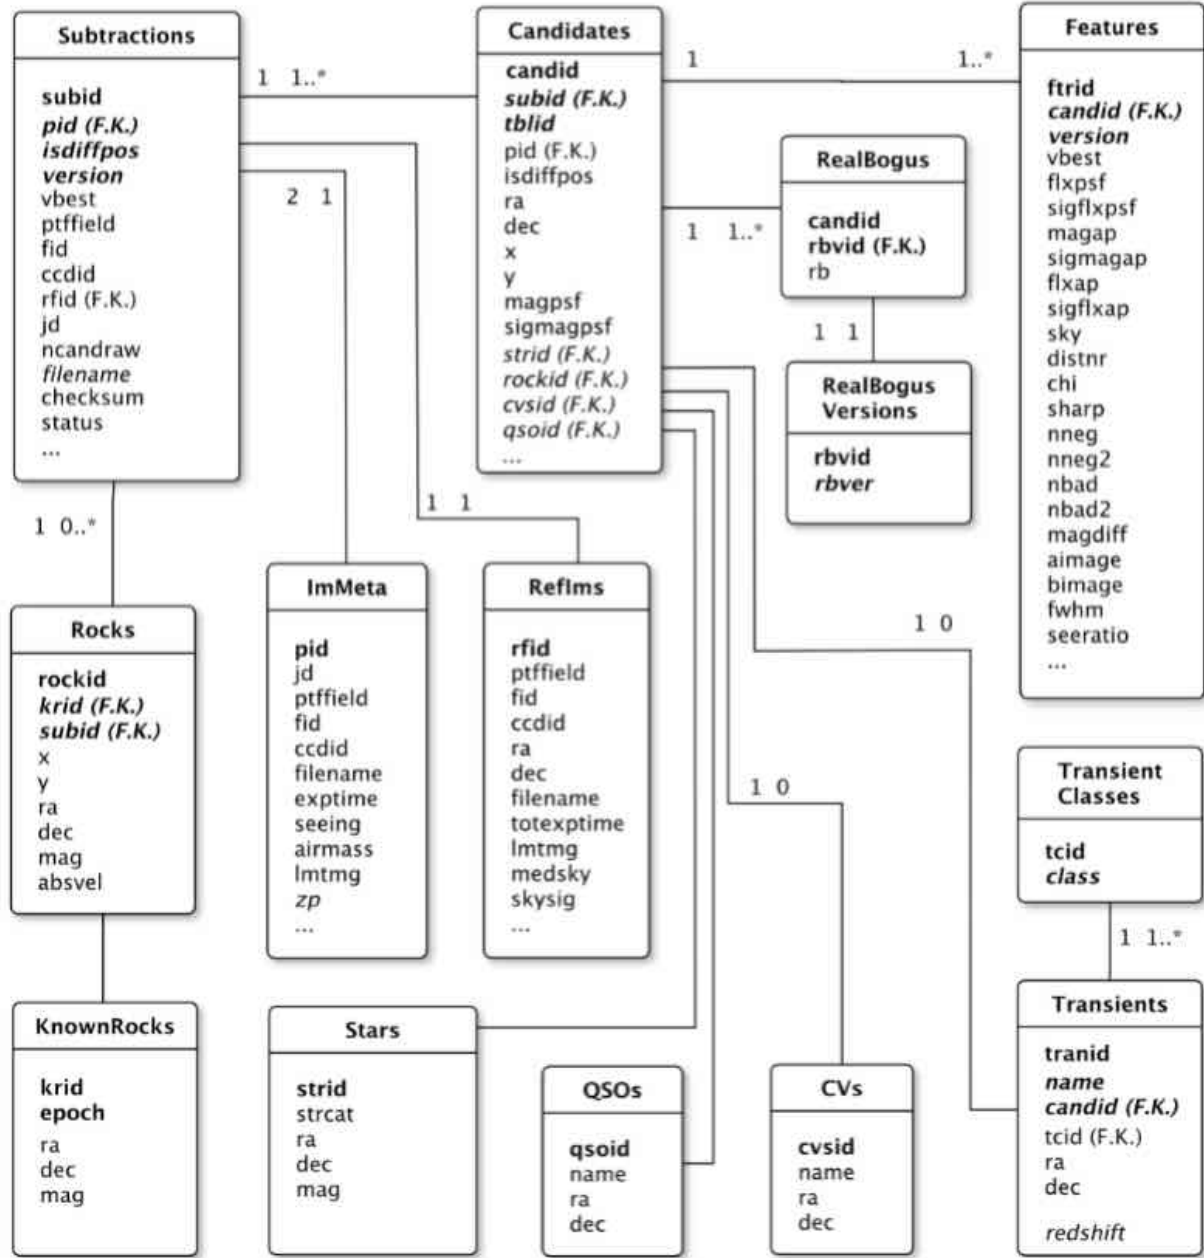 Subtractions
subid
pid (F.K.)
isdiffpos
version
vbest
ptffield
fid
ccdid
rfid (F.K.)
jd
ncandraw
filename
checksum
status
...
1 1..*
Candidates
candid
subid (F.K.)
tblid
pid (F.K.)
isdiffpos
ra
dec
x
y
magpsf
sigmagpsf
strid (F.K.)
rockid (F.K.)
cvsid (F.K.)
qsoid (F.K.)
...
1 1..*
Features
ftrid
candid (F.K.)
version
vbest
flxpsf
sigflxpsf
magap
sigmagap
flxap
sigflxap
sky
distnr
chi
sharp
nneg
nneg2
nbad
nbad2
magdiff
aimage
bimage
fwhm
seeratio
...
RealBogus
candid
rbvid (F.K.)
rb
1 1..*
1 1
RealBogus
Versions
rbvid
rbver
2 1
1 1
1 0..*
Rocks
rockid
krid (F.K.)
subid (F.K.)
x
y
ra
dec
mag
absvel
ImMeta
pid
jd
ptffield
fid
ccdid
filename
exptime
seeing
airmass
lmtmg
zp
...
RefIms
rfid
ptffield
fid
ccdid
ra
dec
filename
totexptime
lmtmg
medsky
skysig
...
1 0
1 0
Transient
Classes
tcid
class
1 1..*
KnownRocks
krid
epoch
ra
dec
mag
Stars
strid
strcat
ra
dec
mag
QSOs
qsoid
name
ra
dec
CVs
cvsid
name
ra
dec
Transients
tranid
name
candid (F.K.)
tcid (F.K.)
ra
dec
redshift